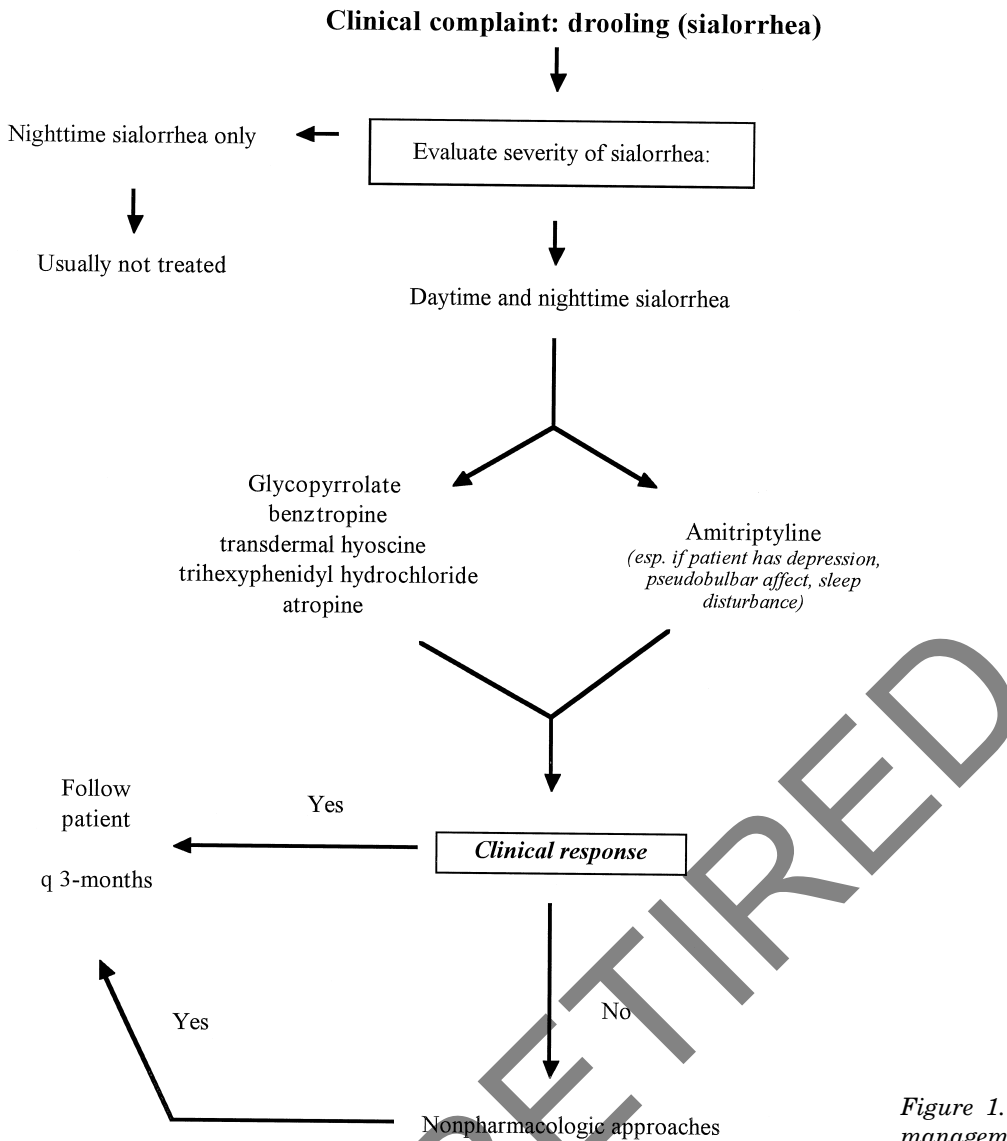 Clinical complaint: drooling (sialorrhea)
Nighttime sialorrhea only
Evaluate severity of sialorrhea:
Usually not treated
Daytime and nighttime sialorrhea
Glycopyrrolate
benztropine
transdermal hyoscine
trihexyphenidyl hydrochloride
atropine
Amitriptyline
(esp. if patient has depression,
pseudobulbar affect, sleep
disturbance)
Follow
patient
q 3-months
Yes
Clinical response
No
Yes
Nonpharmacologic approaches
Figure 1.
managem
RETIRED